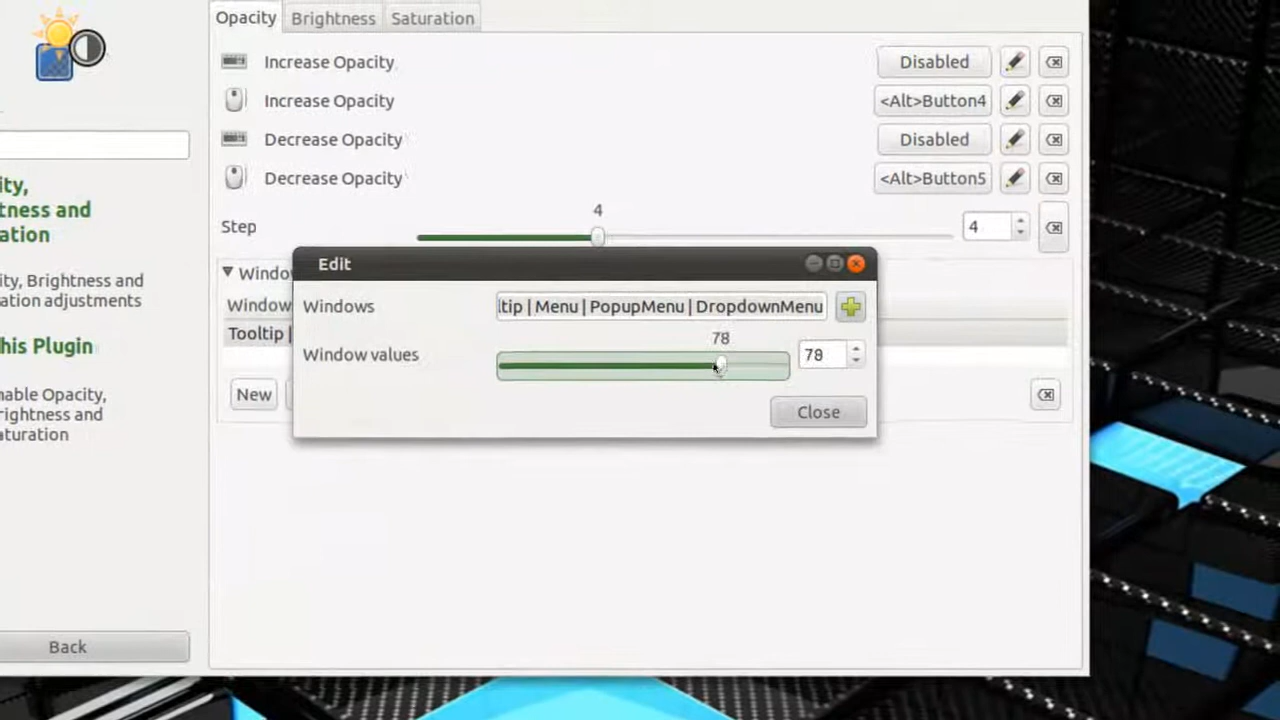 Opacity
Brightness
Saturation
Increase Opacity
Disabled
Increase Opacity
<Alt>Button4
Decrease Opacity
Disabled
Decrease Opacity
<Alt>Button5
4
Step
4
Windo
Window
Tooltip |
New
Edit
Windows
ltip | Menu | PopupMenu | DropdownMenu
78
Window values
78
Close
ity,
tness and
ation
ity, Brightness and
ation adjustments
his Plugin
nable Opacity,
rightness and
aturation
Back